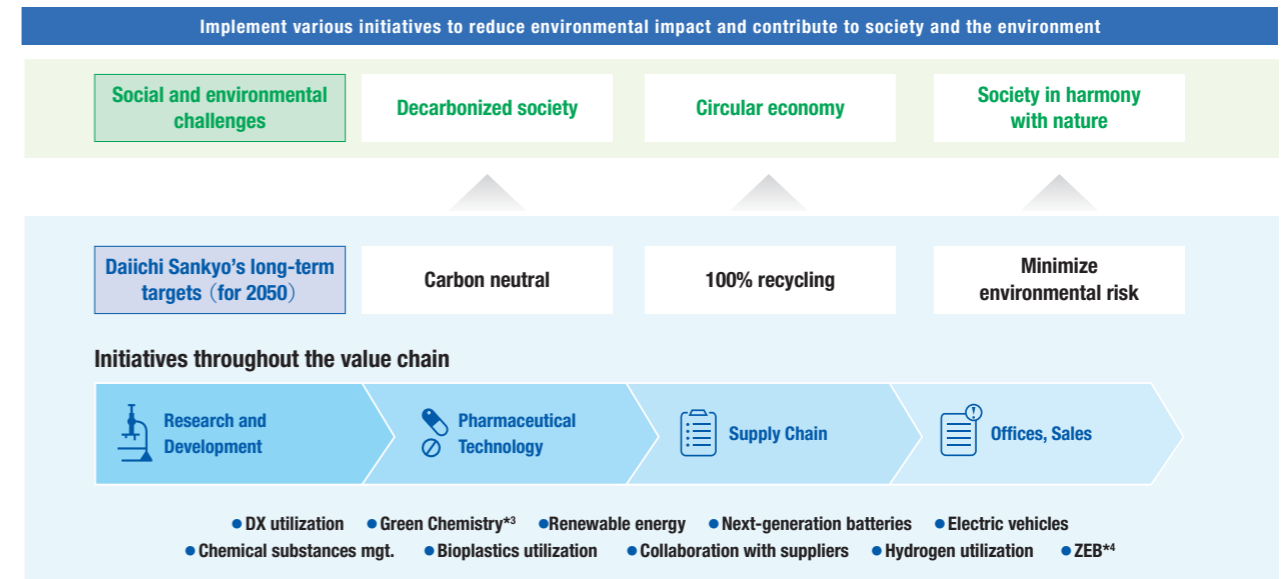 Implement various initiatives to reduce environmental impact and contribute to society and the environment
Social and environmental
challenges
Decarbonized society
Circular economy
Society in harmony
with nature
Daiichi Sankyo's long-term
targets（for 2050）
Carbon neutral
100% recycling
Minimize
environmental risk
Initiatives throughout the value chain
Research and
Development
Pharmaceutical
Technology
Supply Chain
Offices, Sales
●DX utilization ●Green Chemistry*3 ●Renewable energy ●Next-generation batteries ●Electric vehicles
●Chemical substances mgt. ●Bioplastics utilization ●Collaboration with suppliers ●Hydrogen utilization ●ZEB*4